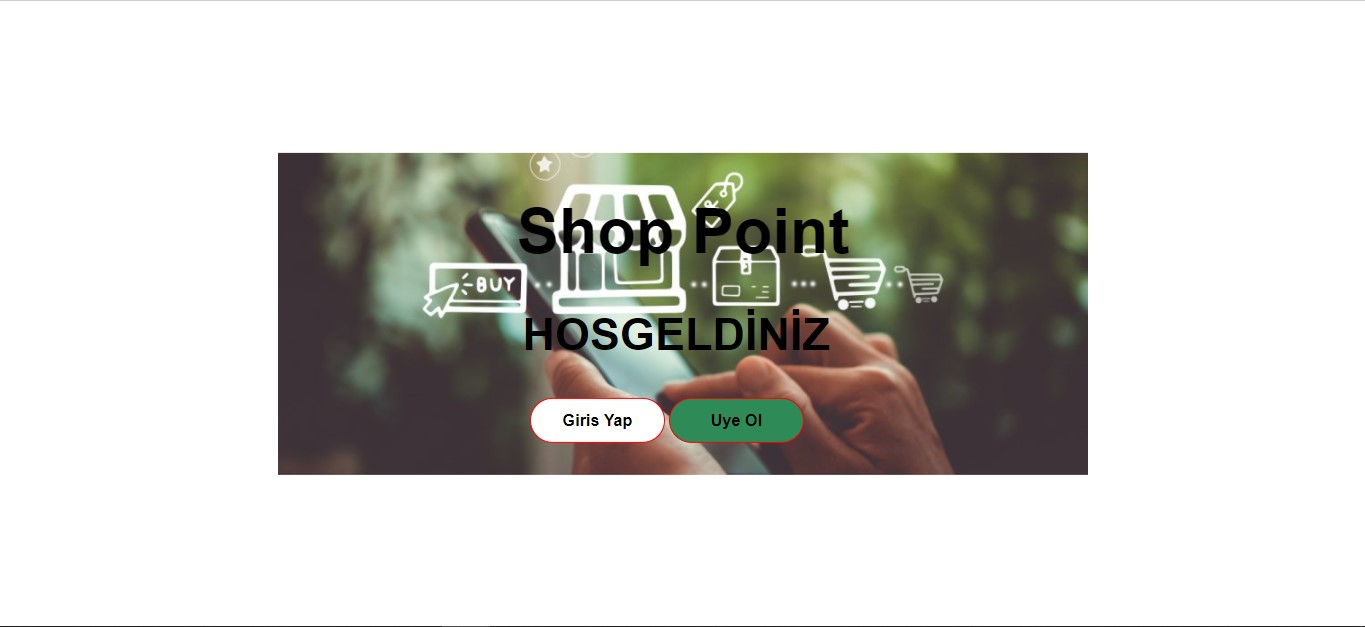 Shop Point
BUY
HOSGELDİNİZ
Giris Yap
Uye Ol